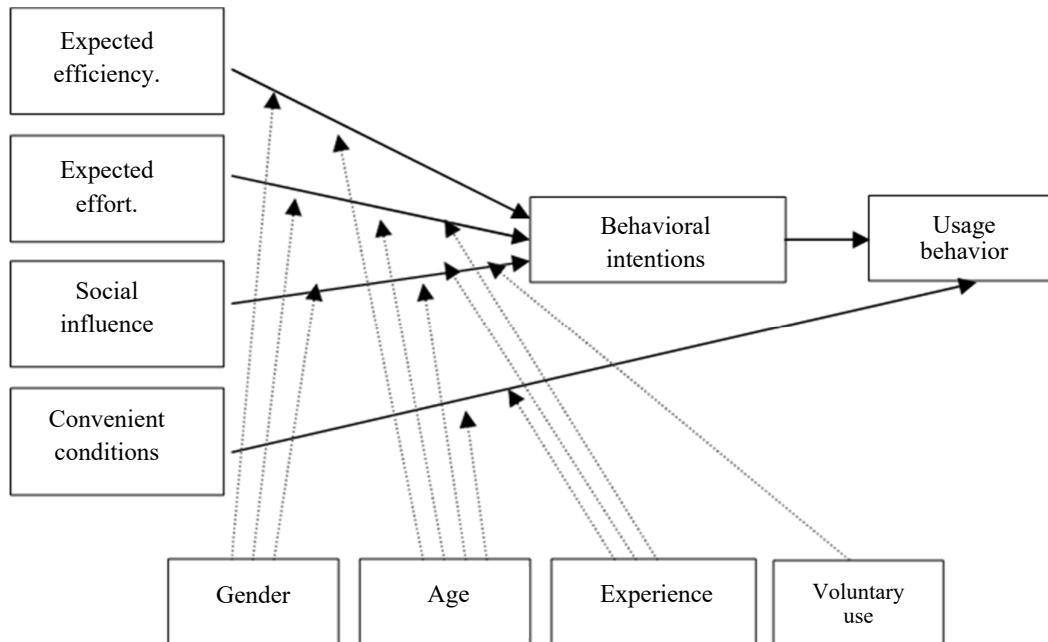 Expected
efficiency.
Expected
effort.
Social
influence
Convenient
conditions
Behavioral
intentions
Usage
behavior
Gender
Age
Experience
Voluntary
use